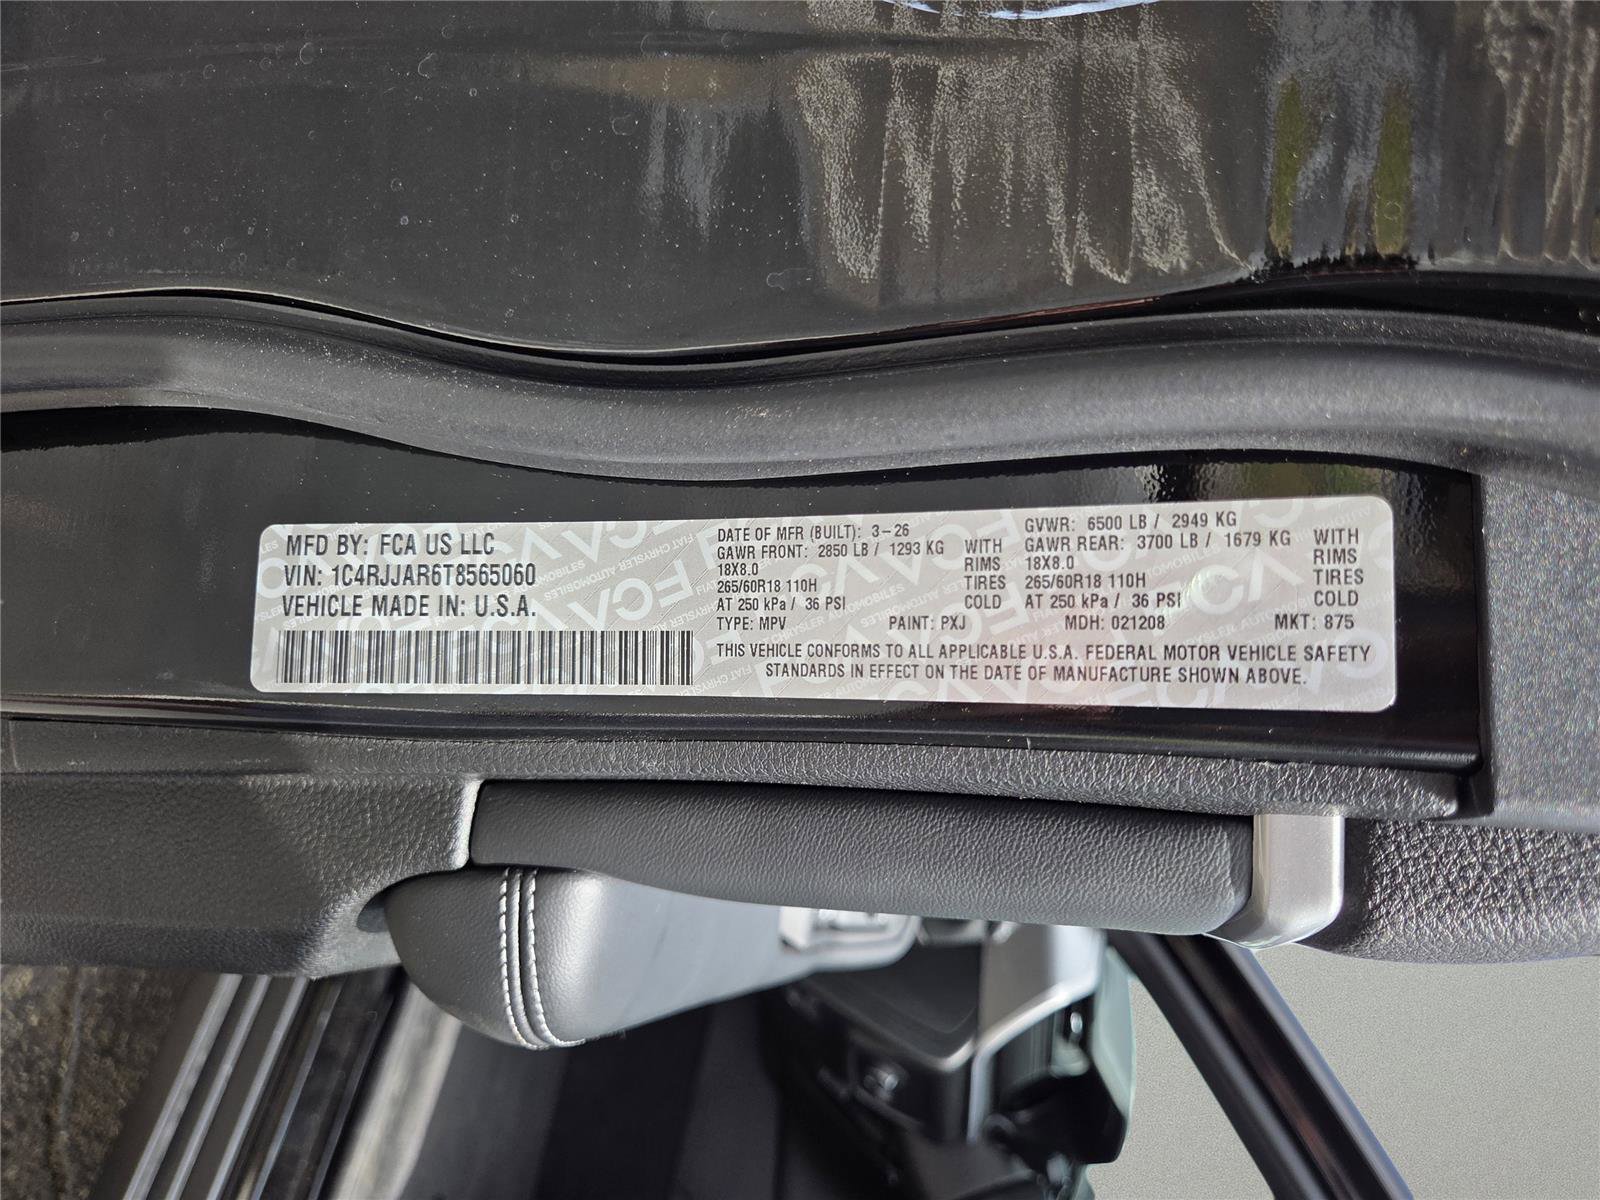 MFD BY: FCA US LLC
VIN: 1C4RJJAR6T8565060
VEHICLE MADE IN: U.S.A.
DATE OF MFR (BUILT): 3-26
GAWR FRONT: 2850 LB / 1293 KG WITH
18X8.0 RIMS
265/60R18 110H TIRES
AT 250 kPa / 36 PSI COLD
GVWR: 6500 LB / 2949 KG
GAWR REAR: 3700 LB / 1679 KG WITH
18X8.0 RIMS
265/60R18 110H TIRES
AT 250 kPa / 36 PSI COLD
TYPE: MPV PAINT: PXJ MDH: 021208 MKT: 875
THIS VEHICLE CONFORMS TO ALL APPLICABLE U.S.A. FEDERAL MOTOR VEHICLE SAFETY
STANDARDS IN EFFECT ON THE DATE OF MANUFACTURE SHOWN ABOVE.